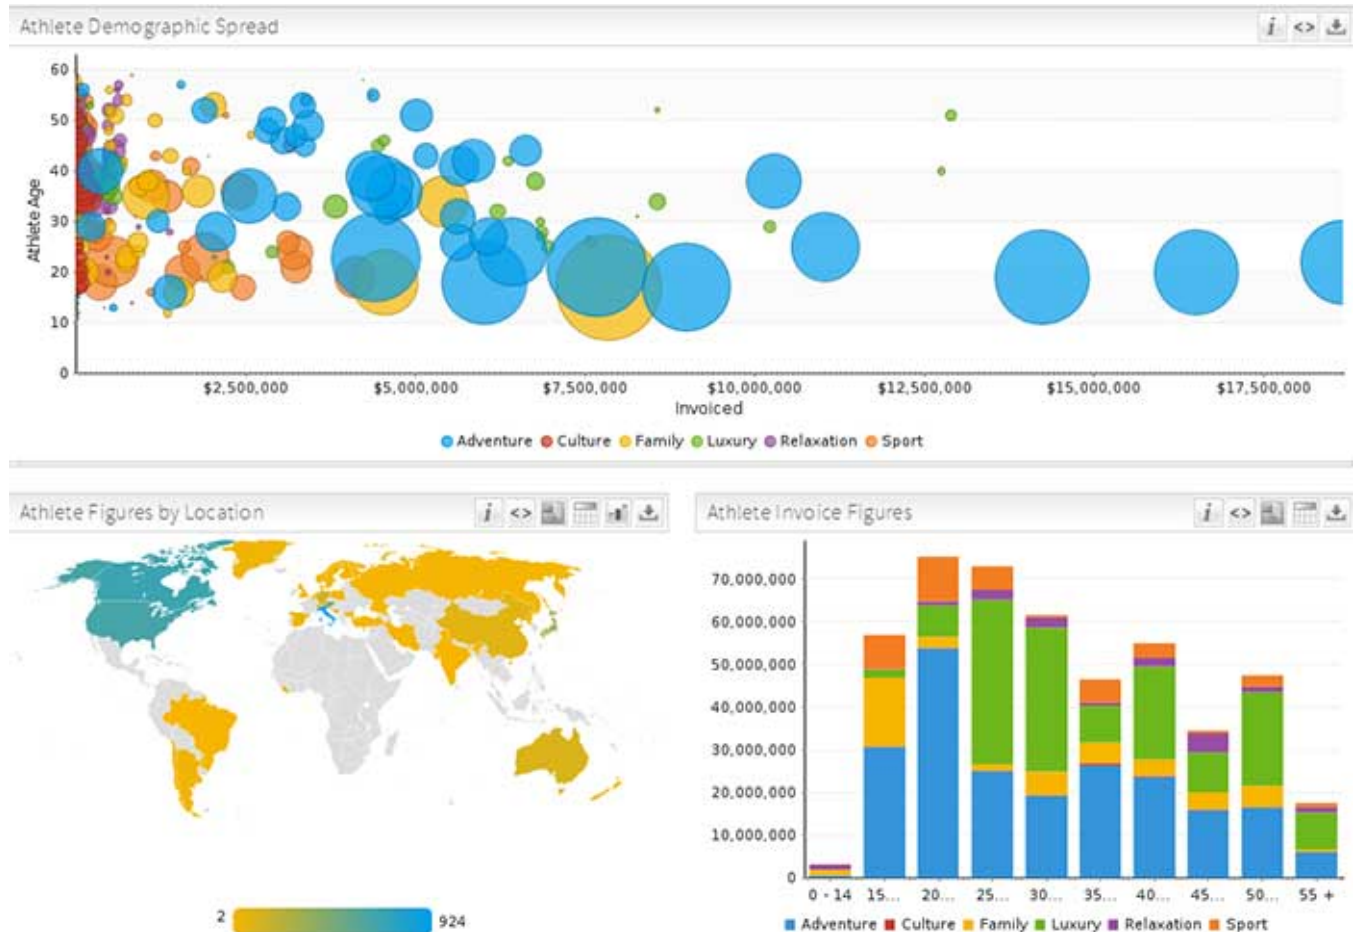 Athlete Demographic Spread
i <>
60
50
40
30
20
10
0
Athlete Age
$2,500,000 $5,000,000 $7,500,000 $10,000,000 $12,500,000 $15,000,000 $17,500,000
Invoiced
Adventure Culture Family Luxury Relaxation Sport
Athlete Figures by Location
i <>
2 924
Athlete Invoice Figures
i <>
70,000,000
60,000,000
50,000,000
40,000,000
30,000,000
20,000,000
10,000,000
0
0 - 14 15... 20... 25... 30... 35... 40... 45... 50... 55 +
Adventure Culture Family Luxury Relaxation Sport